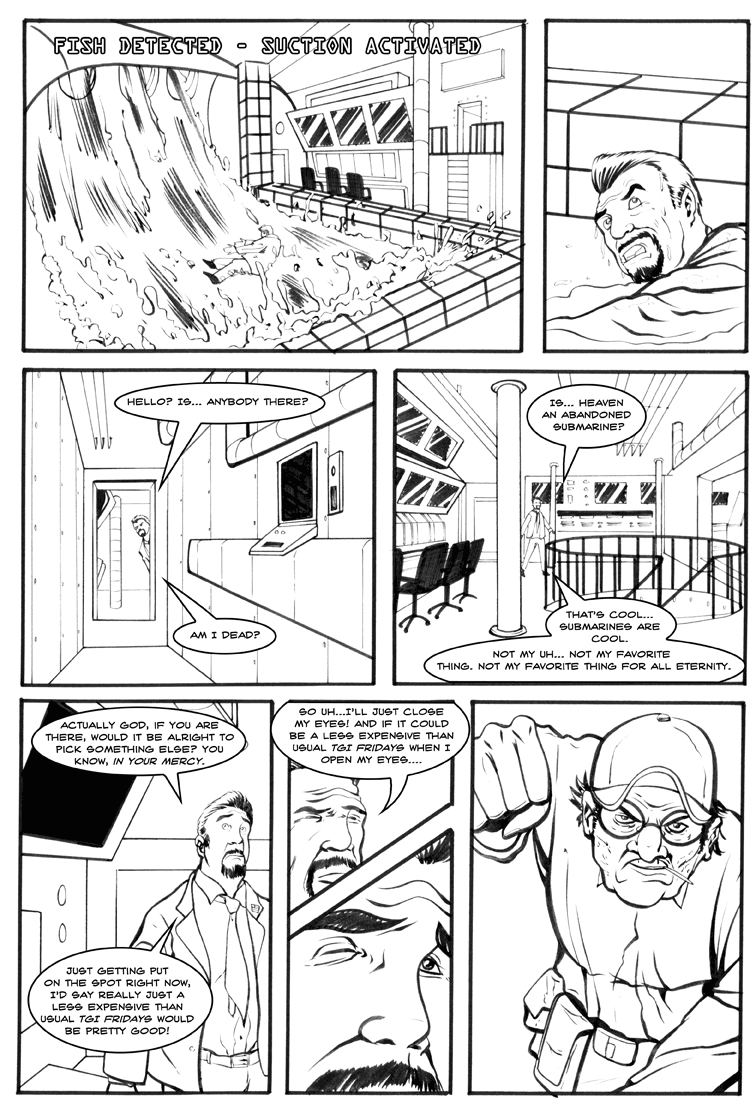 FISH DETECTED - SUCTION ACTIVATED
HELLO? IS... ANYBODY THERE?
AM I DEAD?
IS... HEAVEN
AN ABANDONED
SUBMARINE?
THAT'S COOL...
SUBMARINES ARE
COOL.
NOT MY UH... NOT MY FAVORITE
THING. NOT MY FAVORITE THING FOR ALL ETERNITY.
ACTUALLY GOD, IF YOU ARE
THERE, WOULD IT BE ALRIGHT TO
PICK SOMETHING ELSE? YOU
KNOW, IN YOUR MERCY.
JUST GETTING PUT
ON THE SPOT RIGHT NOW,
I'D SAY REALLY JUST A
LESS EXPENSIVE THAN
USUAL TGI FRIDAYS WOULD
BE PRETTY GOOD!
SO UH...I'LL JUST CLOSE
MY EYES! AND IF IT COULD
BE A LESS EXPENSIVE THAN
USUAL TGI FRIDAYS WHEN I
OPEN MY EYES....